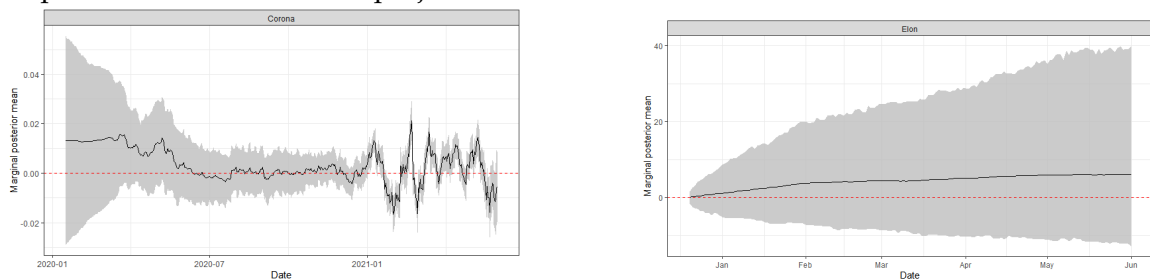 Corona
Marginal posterior mean
0.04
0.02
0.00
-0.02
2020-01
2020-07
2021-01
Date
Elon
Marginal posterior mean
40
20
0
Jan
Feb
Mar
Apr
May
Jun
Date